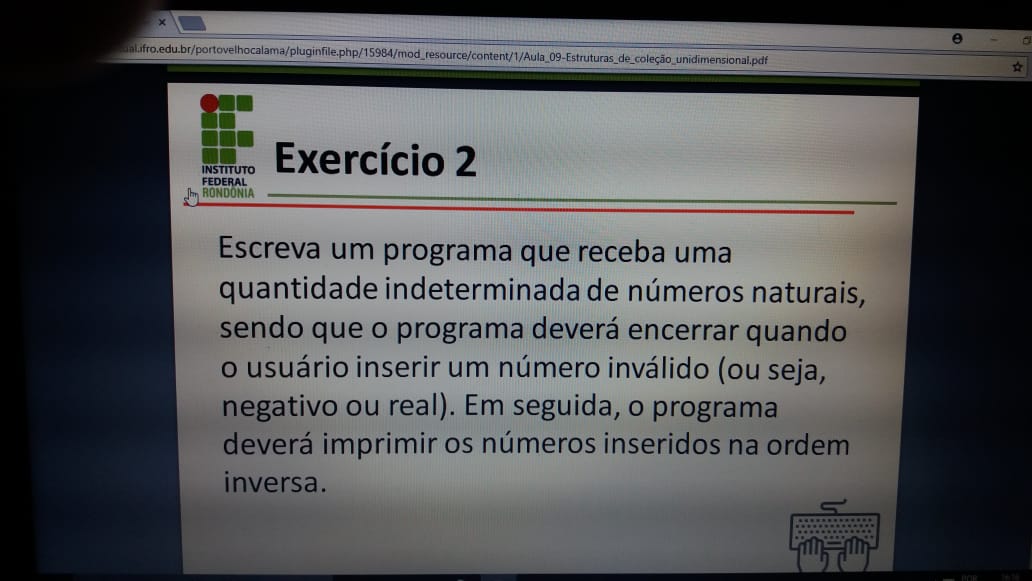 ual.ifro.edu.br/portovelhocalama/pluginfile.php/15984/mod_resource/content/1/Aula_09-Estruturas_de_coleção_unidimensional.pdf
INSTITUTO
FEDERAL
RONDÔNIA
Exercício 2
Escreva um programa que receba uma
quantidade indeterminada de números naturais,
sendo que o programa deverá encerrar quando
o usuário inserir um número inválido (ou seja,
negativo ou real). Em seguida, o programa
deverá imprimir os números inseridos na ordem
inversa.